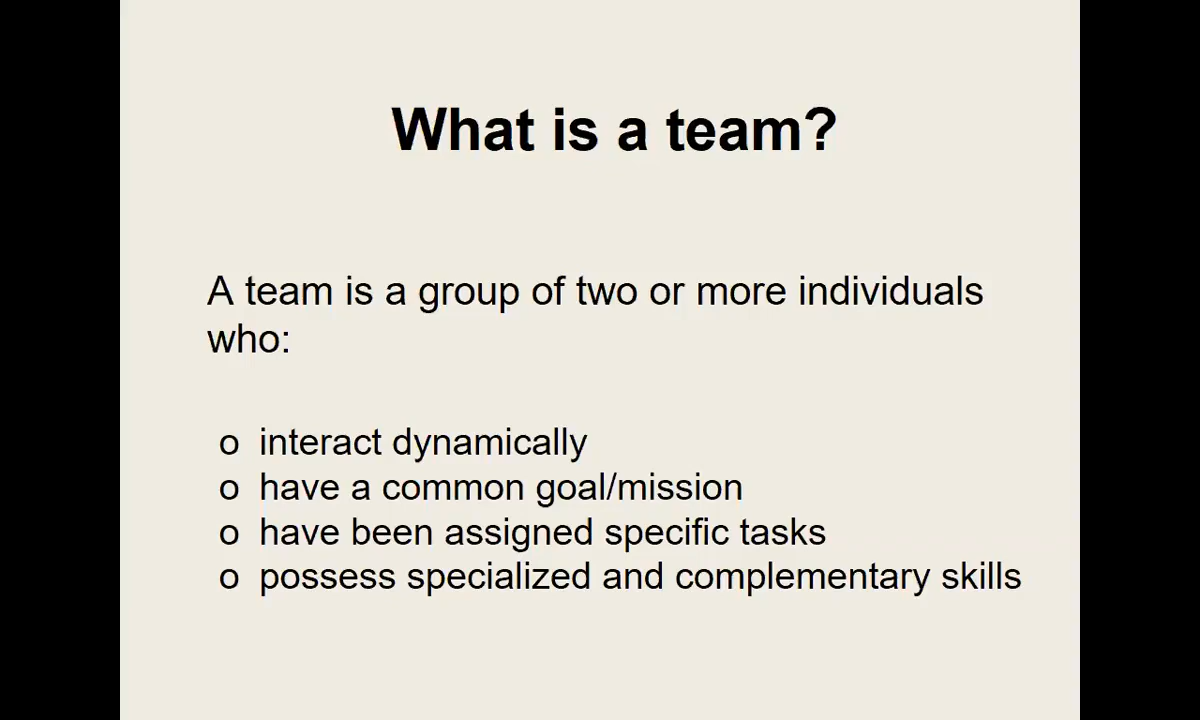 What is a team?
A team is a group of two or more individuals
who:
o interact dynamically
o have a common goal/mission
o have been assigned specific tasks
o possess specialized and complementary skills